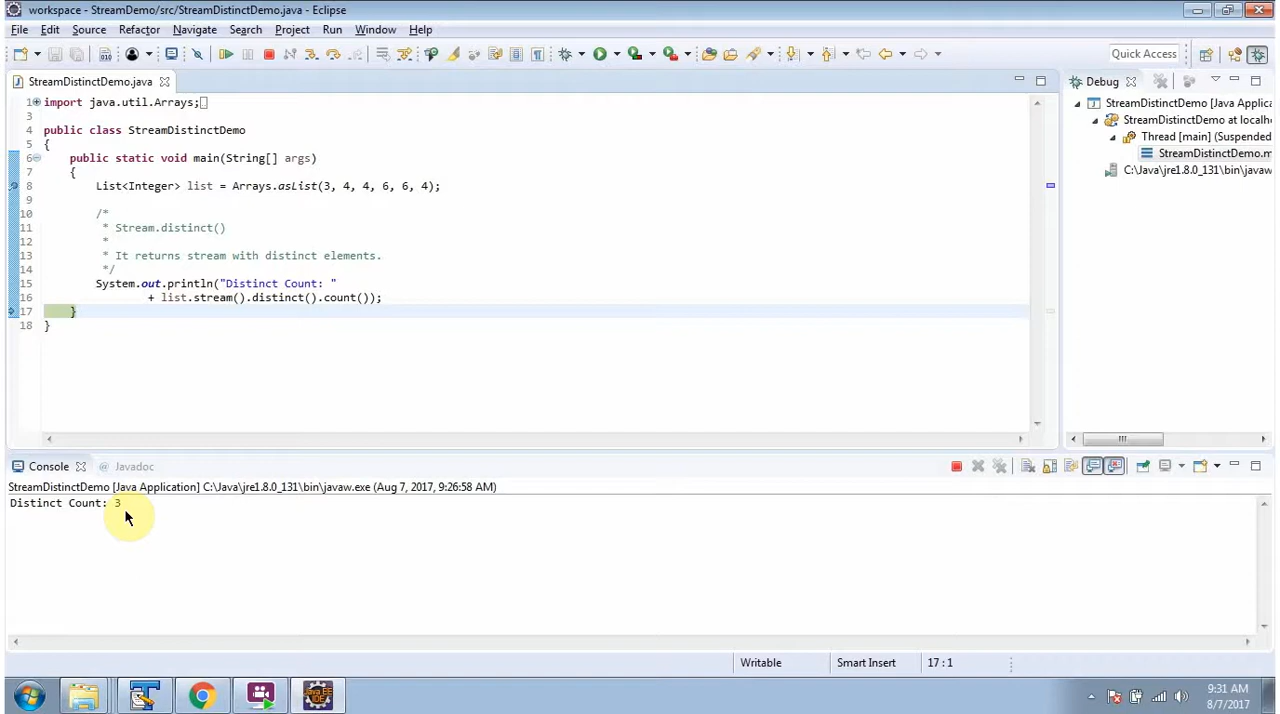 workspace - StreamDemo/src/StreamDistinctDemo.java - Eclipse
File Edit Source Refactor Navigate Search Project Run Window Help
Quick Access
StreamDistinctDemo.java
Debug
1 import java.util.Arrays;
3
4 public class StreamDistinctDemo
5 {
6 public static void main(String[] args)
7 {
8 List<Integer> list = Arrays.asList(3, 4, 4, 6, 6, 4);
9
10 /*
11 * Stream.distinct()
12 *
13 * It returns stream with distinct elements.
14 */
15 System.out.println("Distinct Count: "
16 + list.stream().distinct().count());
17 }
18 }
StreamDistinctDemo [Java Applica
StreamDistinctDemo at localh
Thread [main] (Suspended
StreamDistinctDemo.m
C:\Java\jre1.8.0_131\bin\javaw
Console Javadoc
StreamDistinctDemo [Java Application] C:\Java\jre1.8.0_131\bin\javaw.exe (Aug 7, 2017, 9:26:58 AM)
Distinct Count: 3
Writable Smart Insert 17 : 1
Java EE
IDE
9:31 AM
8/7/2017